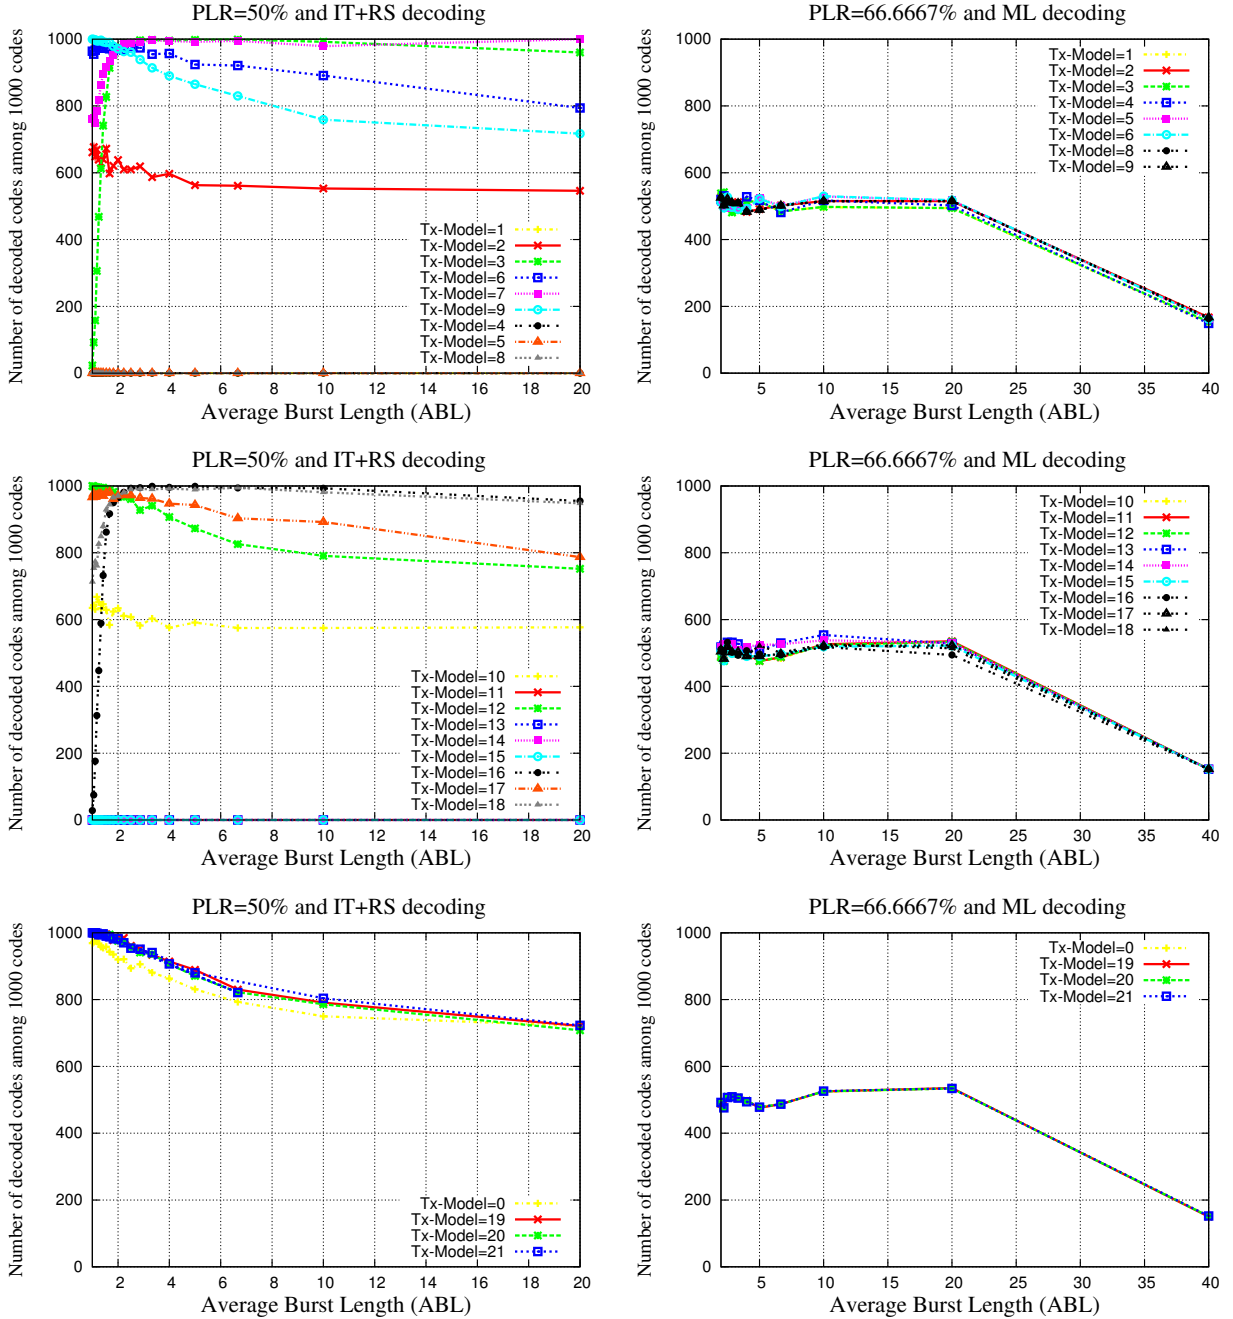 PLR=50% and IT+RS decoding
Number of decoded codes among 1000 codes
1000
800
600
400
200
0
Tx-Model=1
Tx-Model=2
Tx-Model=3
Tx-Model=6
Tx-Model=7
Tx-Model=9
Tx-Model=4
Tx-Model=5
Tx-Model=8
2 4 6 8 10 12 14 16 18 20
Average Burst Length (ABL)
PLR=66.6667% and ML decoding
Number of decoded codes among 1000 codes
1000
800
600
400
200
0
Tx-Model=1
Tx-Model=2
Tx-Model=3
Tx-Model=4
Tx-Model=5
Tx-Model=6
Tx-Model=8
Tx-Model=9
5 10 15 20 25 30 35 40
Average Burst Length (ABL)
PLR=50% and IT+RS decoding
Number of decoded codes among 1000 codes
1000
800
600
400
200
0
Tx-Model=10
Tx-Model=11
Tx-Model=12
Tx-Model=13
Tx-Model=14
Tx-Model=15
Tx-Model=16
Tx-Model=17
Tx-Model=18
2 4 6 8 10 12 14 16 18 20
Average Burst Length (ABL)
PLR=66.6667% and ML decoding
Number of decoded codes among 1000 codes
1000
800
600
400
200
0
Tx-Model=10
Tx-Model=11
Tx-Model=12
Tx-Model=13
Tx-Model=14
Tx-Model=15
Tx-Model=16
Tx-Model=17
Tx-Model=18
5 10 15 20 25 30 35 40
Average Burst Length (ABL)
PLR=50% and IT+RS decoding
Number of decoded codes among 1000 codes
1000
800
600
400
200
0
Tx-Model=0
Tx-Model=19
Tx-Model=20
Tx-Model=21
2 4 6 8 10 12 14 16 18 20
Average Burst Length (ABL)
PLR=66.6667% and ML decoding
Number of decoded codes among 1000 codes
1000
800
600
400
200
0
Tx-Model=0
Tx-Model=19
Tx-Model=20
Tx-Model=21
5 10 15 20 25 30 35 40
Average Burst Length (ABL)